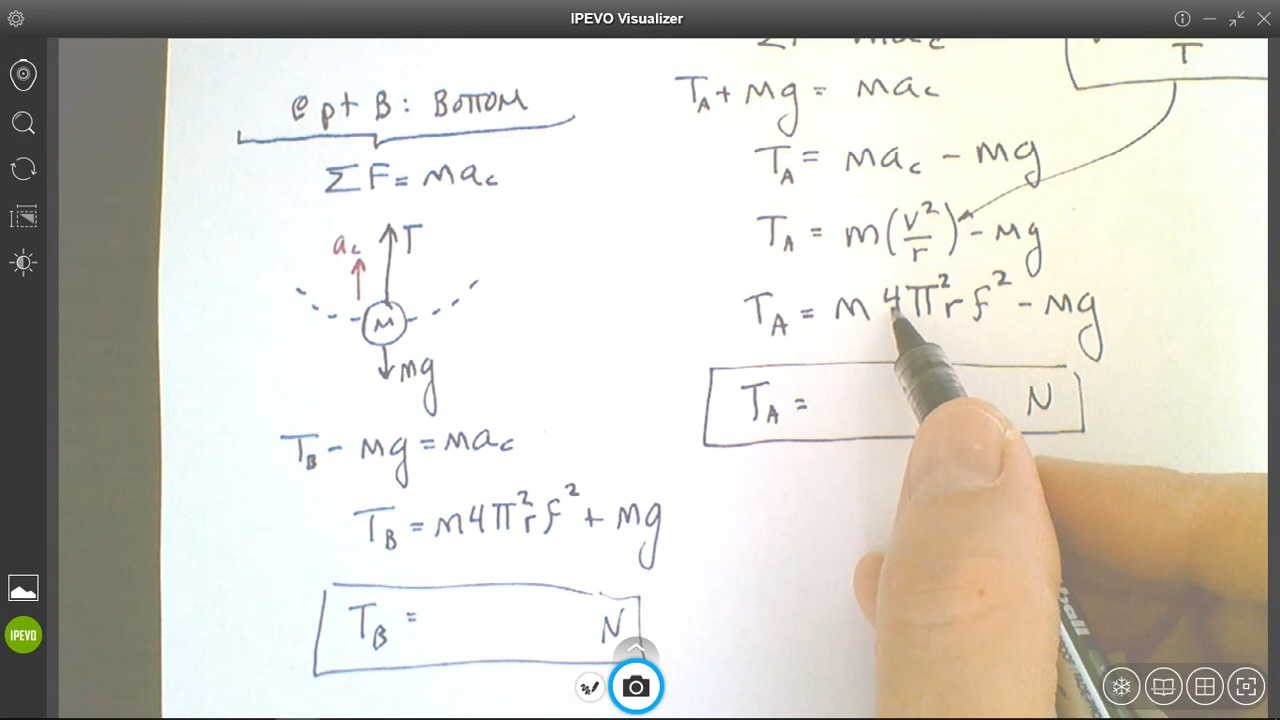 IPEVO Visualizer
@ pt B: BOTTOM
ΣF = mac
ac
T
M
mg
TB - mg = mac
TB = m4π²rf² + mg
TB = N
T
TA + mg = mac
TA = mac - mg
TA = m(v²/r) - mg
TA = m4π²rf² - mg
TA = N
IPEVO